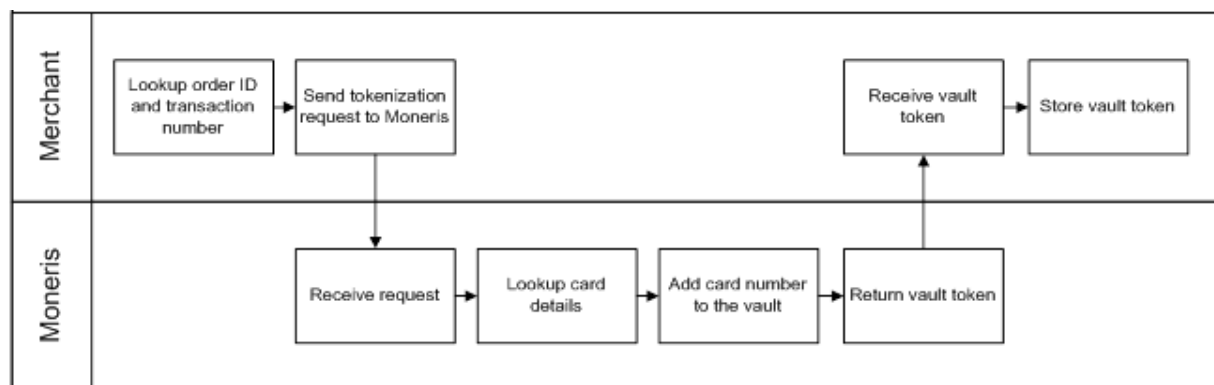 Merchant
Lookup order ID
and transaction
number
Send tokenization
request to Moneris
Receive vault
token
Store vault token
Moneris
Receive request
Lookup card
details
Add card number
to the vault
Return vault token